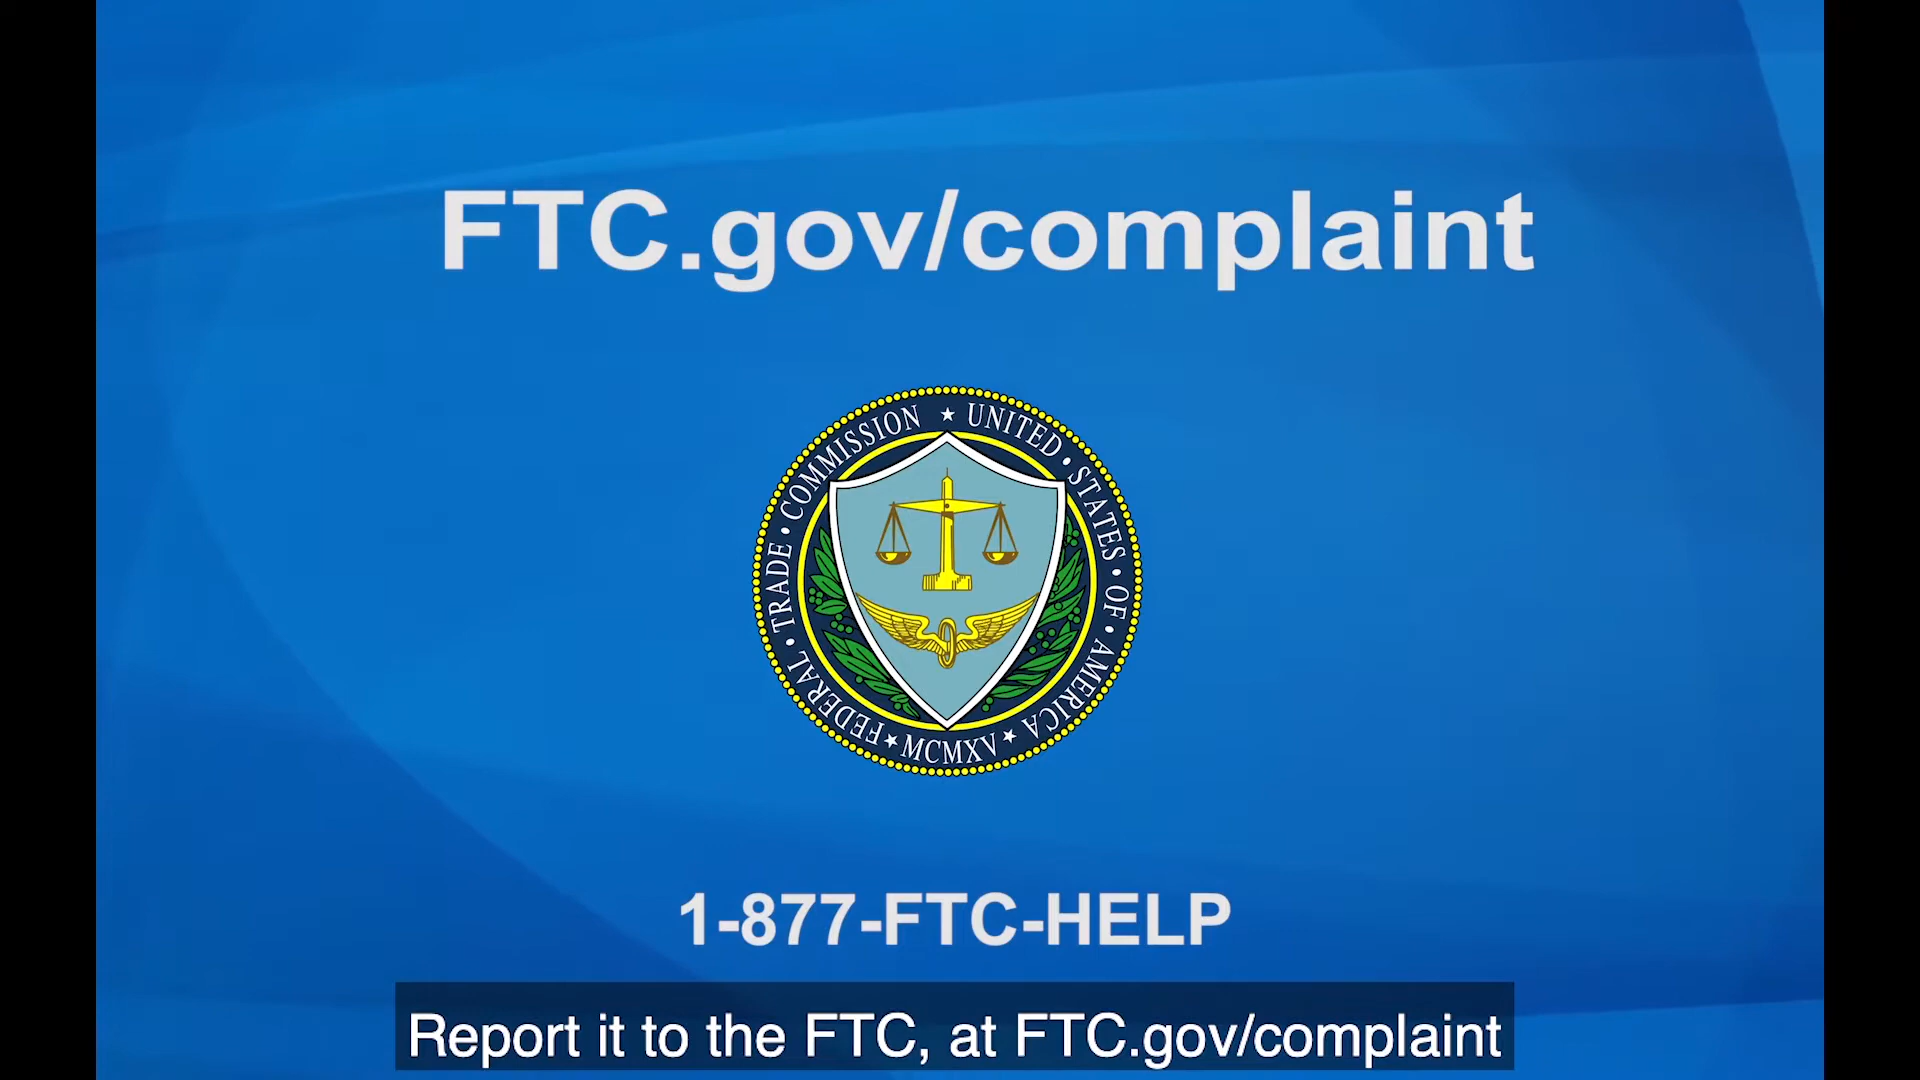 FTC.gov/complaint
FEDERAL • TRADE • COMMISSION ★ UNITED • STATES • OF • AMERICA
★ MCMXV ★
1-877-FTC-HELP
Report it to the FTC, at FTC.gov/complaint